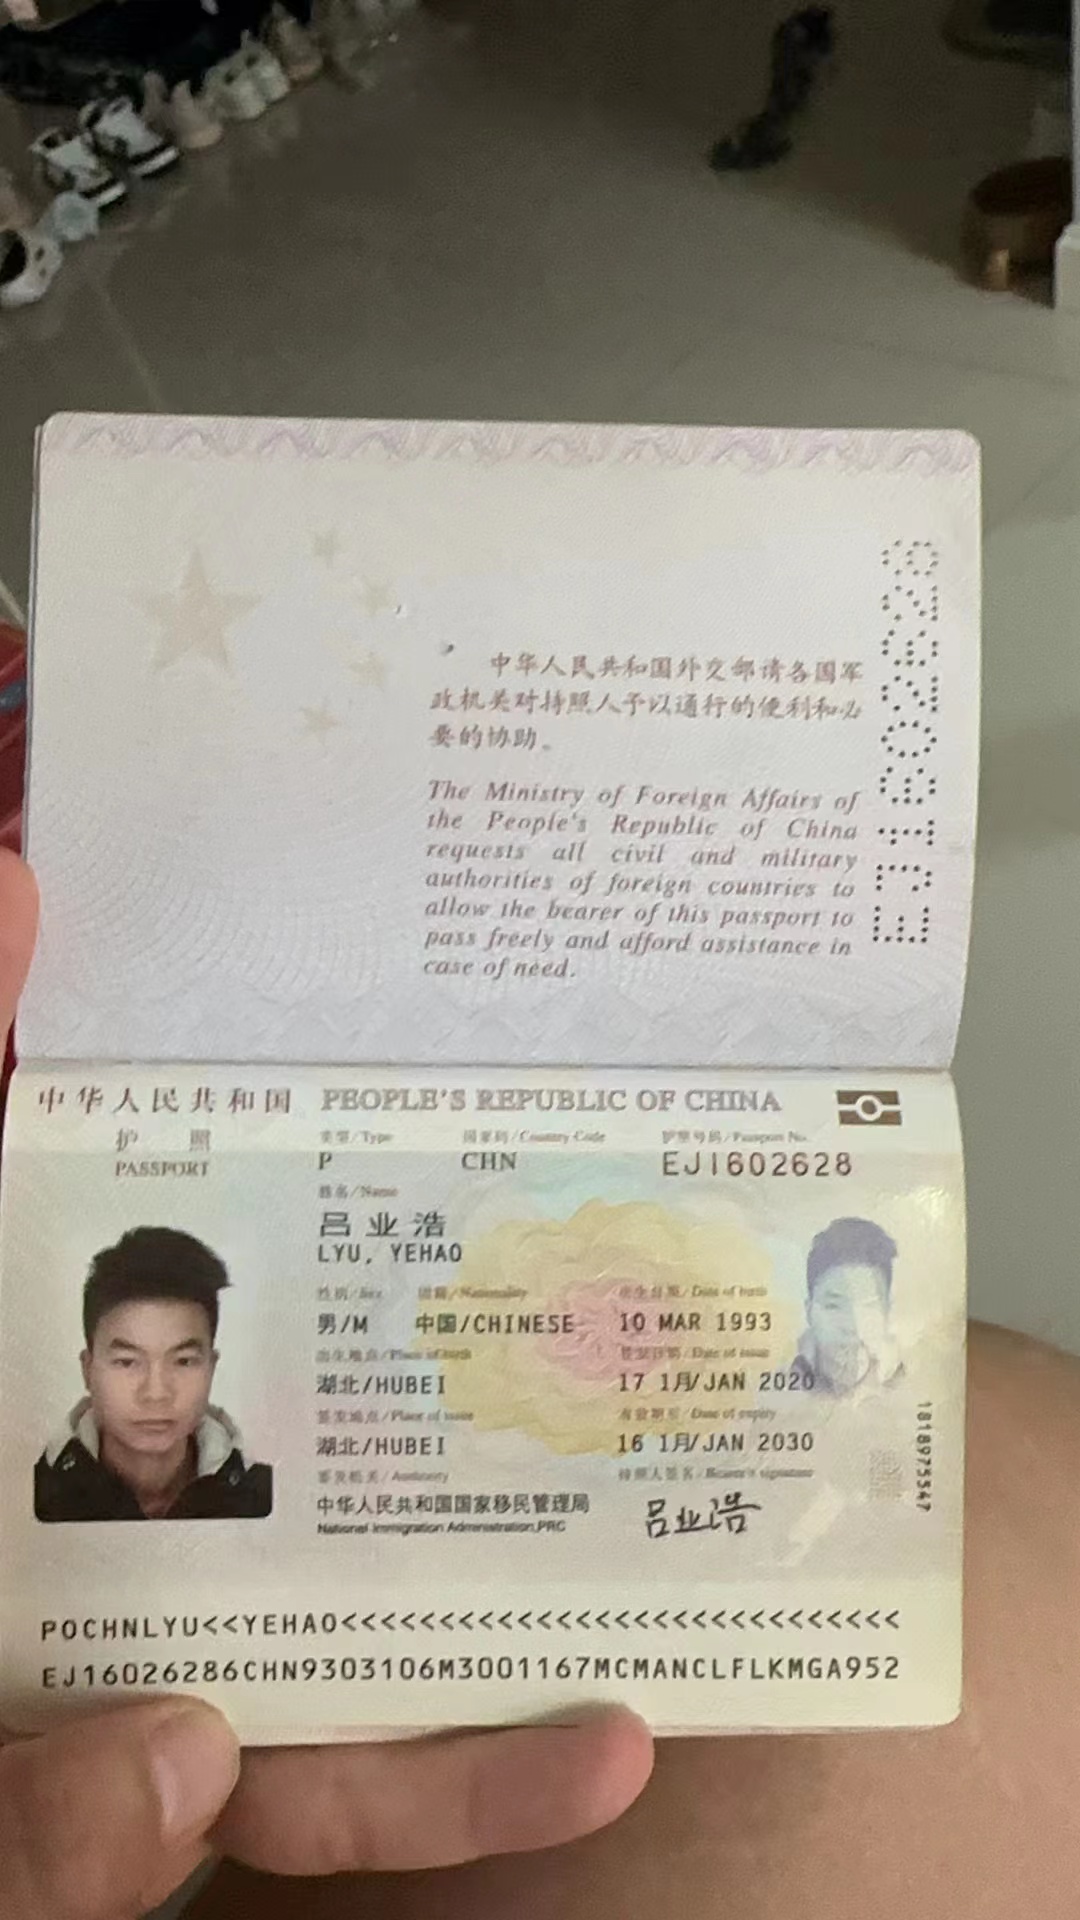 中华人民共和国外交部请各国军
政机关对持照人予以通行的便利和必
要的协助。
The Ministry of Foreign Affairs of
the People's Republic of China
requests all civil and military
authorities of foreign countries to
allow the bearer of this passport to
pass freely and afford assistance in
case of need.
EJ1602628
中华人民共和国 PEOPLE'S REPUBLIC OF CHINA
护 照 类型/Type 国家码/Country Code 护照号码/Passport No.
PASSPORT P CHN EJ1602628
姓名/Name
吕业浩
LYU, YEHAO
性别/Sex 国籍/Nationality 出生日期/Date of birth
男/M 中国/CHINESE 10 MAR 1993
出生地点/Place of birth 签发日期/Date of issue
湖北/HUBEI 17 1月/JAN 2020
签发地点/Place of issue 有效期至/Date of expiry
湖北/HUBEI 16 1月/JAN 2030
签发机关/Authority 持照人签名/Bearer's signature
中华人民共和国国家移民管理局 吕业浩
National Immigration Administration,PRC
1818975547
POCHNLYU<<YEHAO<<<<<<<<<<<<<<<<<<<<<<<<<<<<<
EJ16026286CHN9303106M3001167MCMANCLFLKMGA952